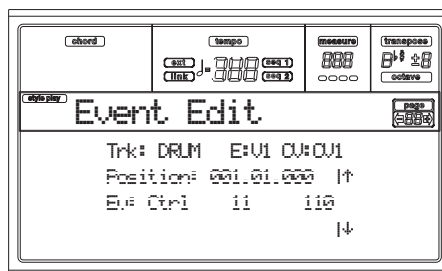 chord tempo measure transpose
ext seq 1
link seq 2
octave
style play
Event Edit page
Trk: DRUM E:V1 CV:CV1
Position: 001.01.000 |↑
Ev: Ctrl 11 110
|↓